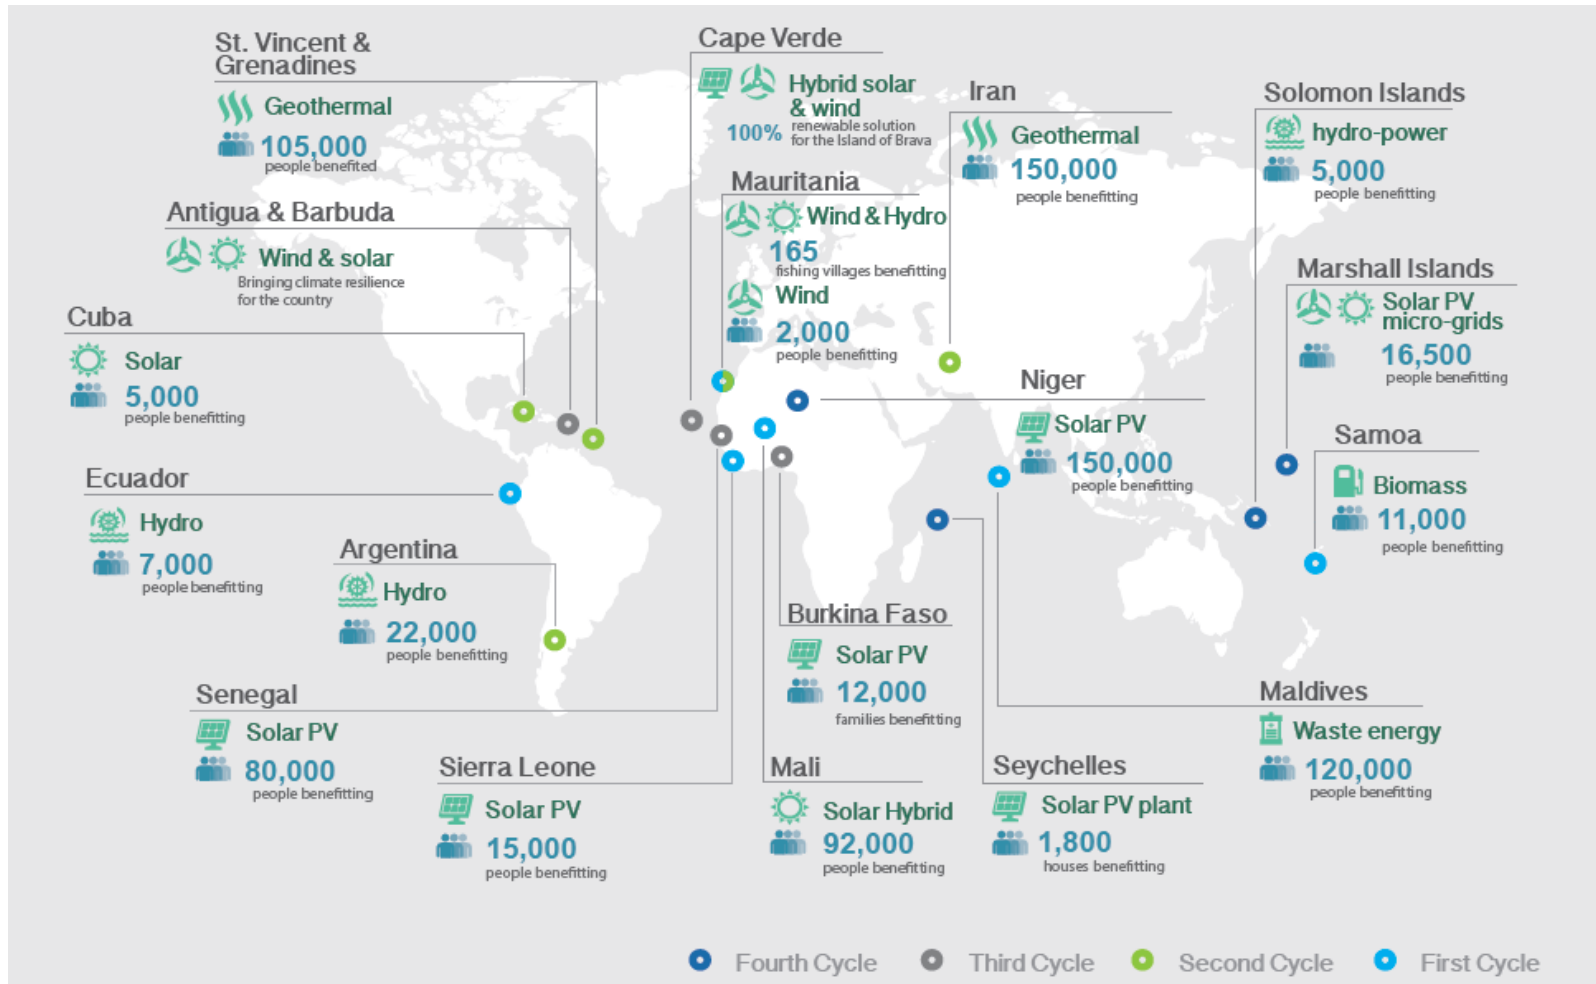 St. Vincent &
Grenadines
Geothermal
105,000
people benefited
Antigua & Barbuda
Wind & solar
Bringing climate resilience
for the country
Cuba
Solar
5,000
people benefitting
Ecuador
Hydro
7,000
people benefitting
Argentina
Hydro
22,000
people benefitting
Senegal
Solar PV
80,000
people benefitting
Sierra Leone
Solar PV
15,000
people benefitting
Cape Verde
Hybrid solar
& wind
100% renewable solution
for the Island of Brava
Mauritania
Wind & Hydro
165
fishing villages benefitting
Wind
2,000
people benefitting
Iran
Geothermal
150,000
people benefitting
Niger
Solar PV
150,000
people benefitting
Burkina Faso
Solar PV
12,000
families benefitting
Mali
Solar Hybrid
92,000
people benefitting
Seychelles
Solar PV plant
1,800
houses benefitting
Solomon Islands
hydro-power
5,000
people benefitting
Marshall Islands
Solar PV
micro-grids
16,500
people benefitting
Samoa
Biomass
11,000
people benefitting
Maldives
Waste energy
120,000
people benefitting
Fourth Cycle
Third Cycle
Second Cycle
First Cycle